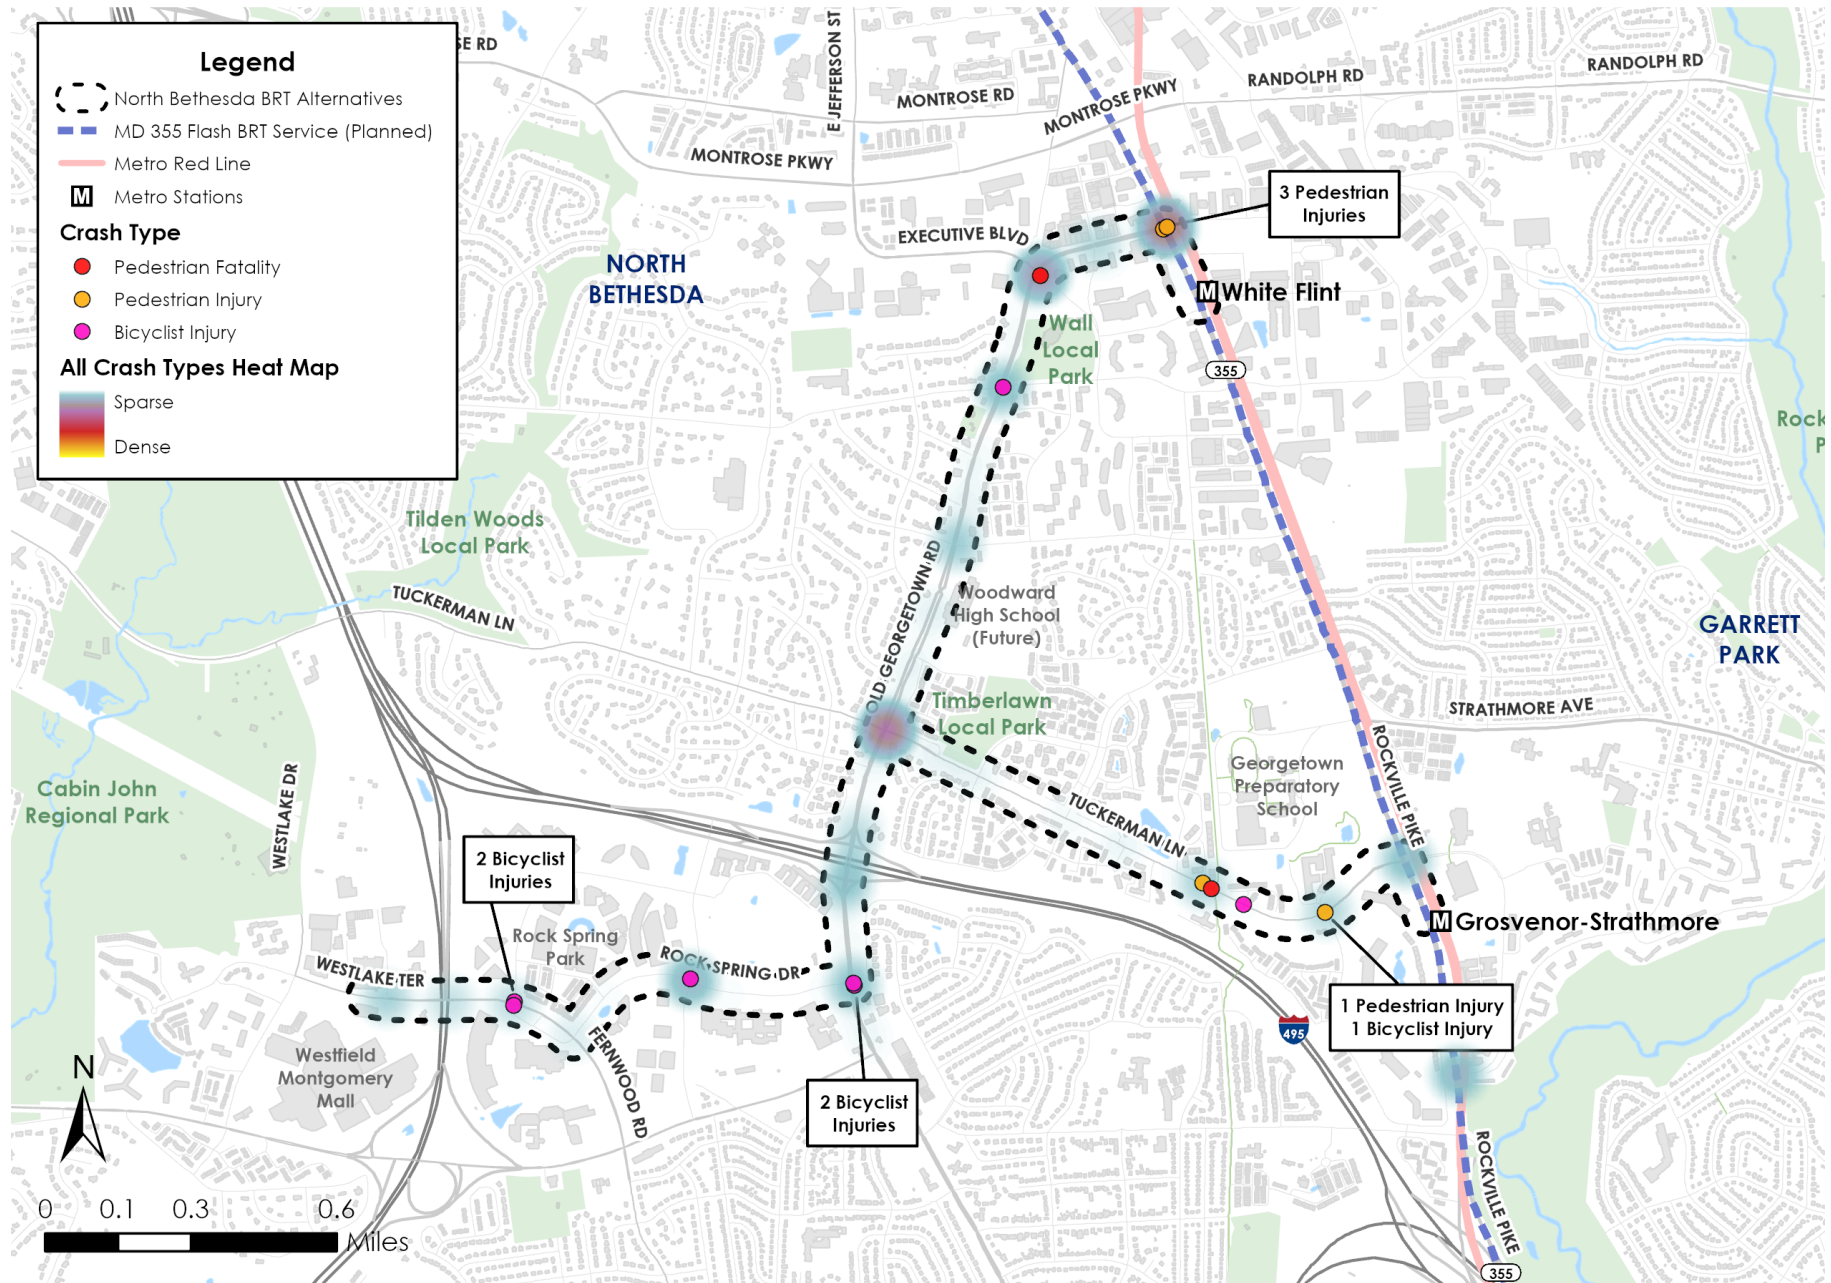 Legend
North Bethesda BRT Alternatives
MD 355 Flash BRT Service (Planned)
Metro Red Line
M Metro Stations
Crash Type
Pedestrian Fatality
Pedestrian Injury
Bicyclist Injury
All Crash Types Heat Map
Sparse
Dense
SE RD
E JEFFERSON ST
MONTROSE RD
MONTROSE PKWY
RANDOLPH RD
RANDOLPH RD
MONTROSE PKWY
3 Pedestrian
Injuries
EXECUTIVE BLVD
NORTH
BETHESDA
M White Flint
Wall
Local
Park
355
Rock
P
Tilden Woods
Local Park
TUCKERMAN LN
OLD GEORGETOWN RD
Woodward
High School
(Future)
GARRETT
PARK
Timberlawn
Local Park
STRATHMORE AVE
ROCKVILLE PIKE
Georgetown
Preparatory
School
Cabin John
Regional Park
WESTLAKE DR
TUCKERMAN LN
2 Bicyclist
Injuries
M Grosvenor-Strathmore
Rock Spring
Park
WESTLAKE TER
ROCK SPRING DR
1 Pedestrian Injury
1 Bicyclist Injury
495
FERNWOOD RD
Westfield
Montgomery
Mall
2 Bicyclist
Injuries
N
ROCKVILLE PIKE
0 0.1 0.3 0.6
Miles
355